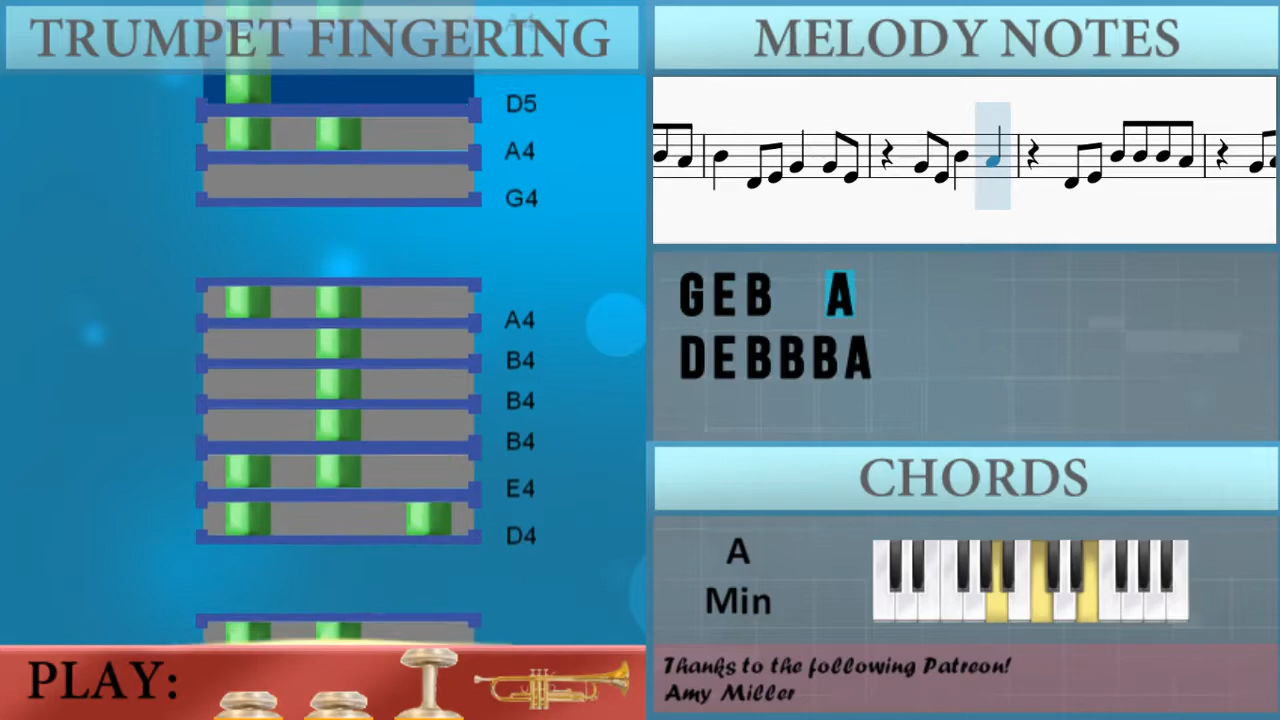 TRUMPET FINGERING
D5
A4
G4
A4
B4
B4
B4
E4
D4
PLAY:
MELODY NOTES
GEB A
DEBBBA
CHORDS
A
Min
Thanks to the following Patreon!
Amy Miller